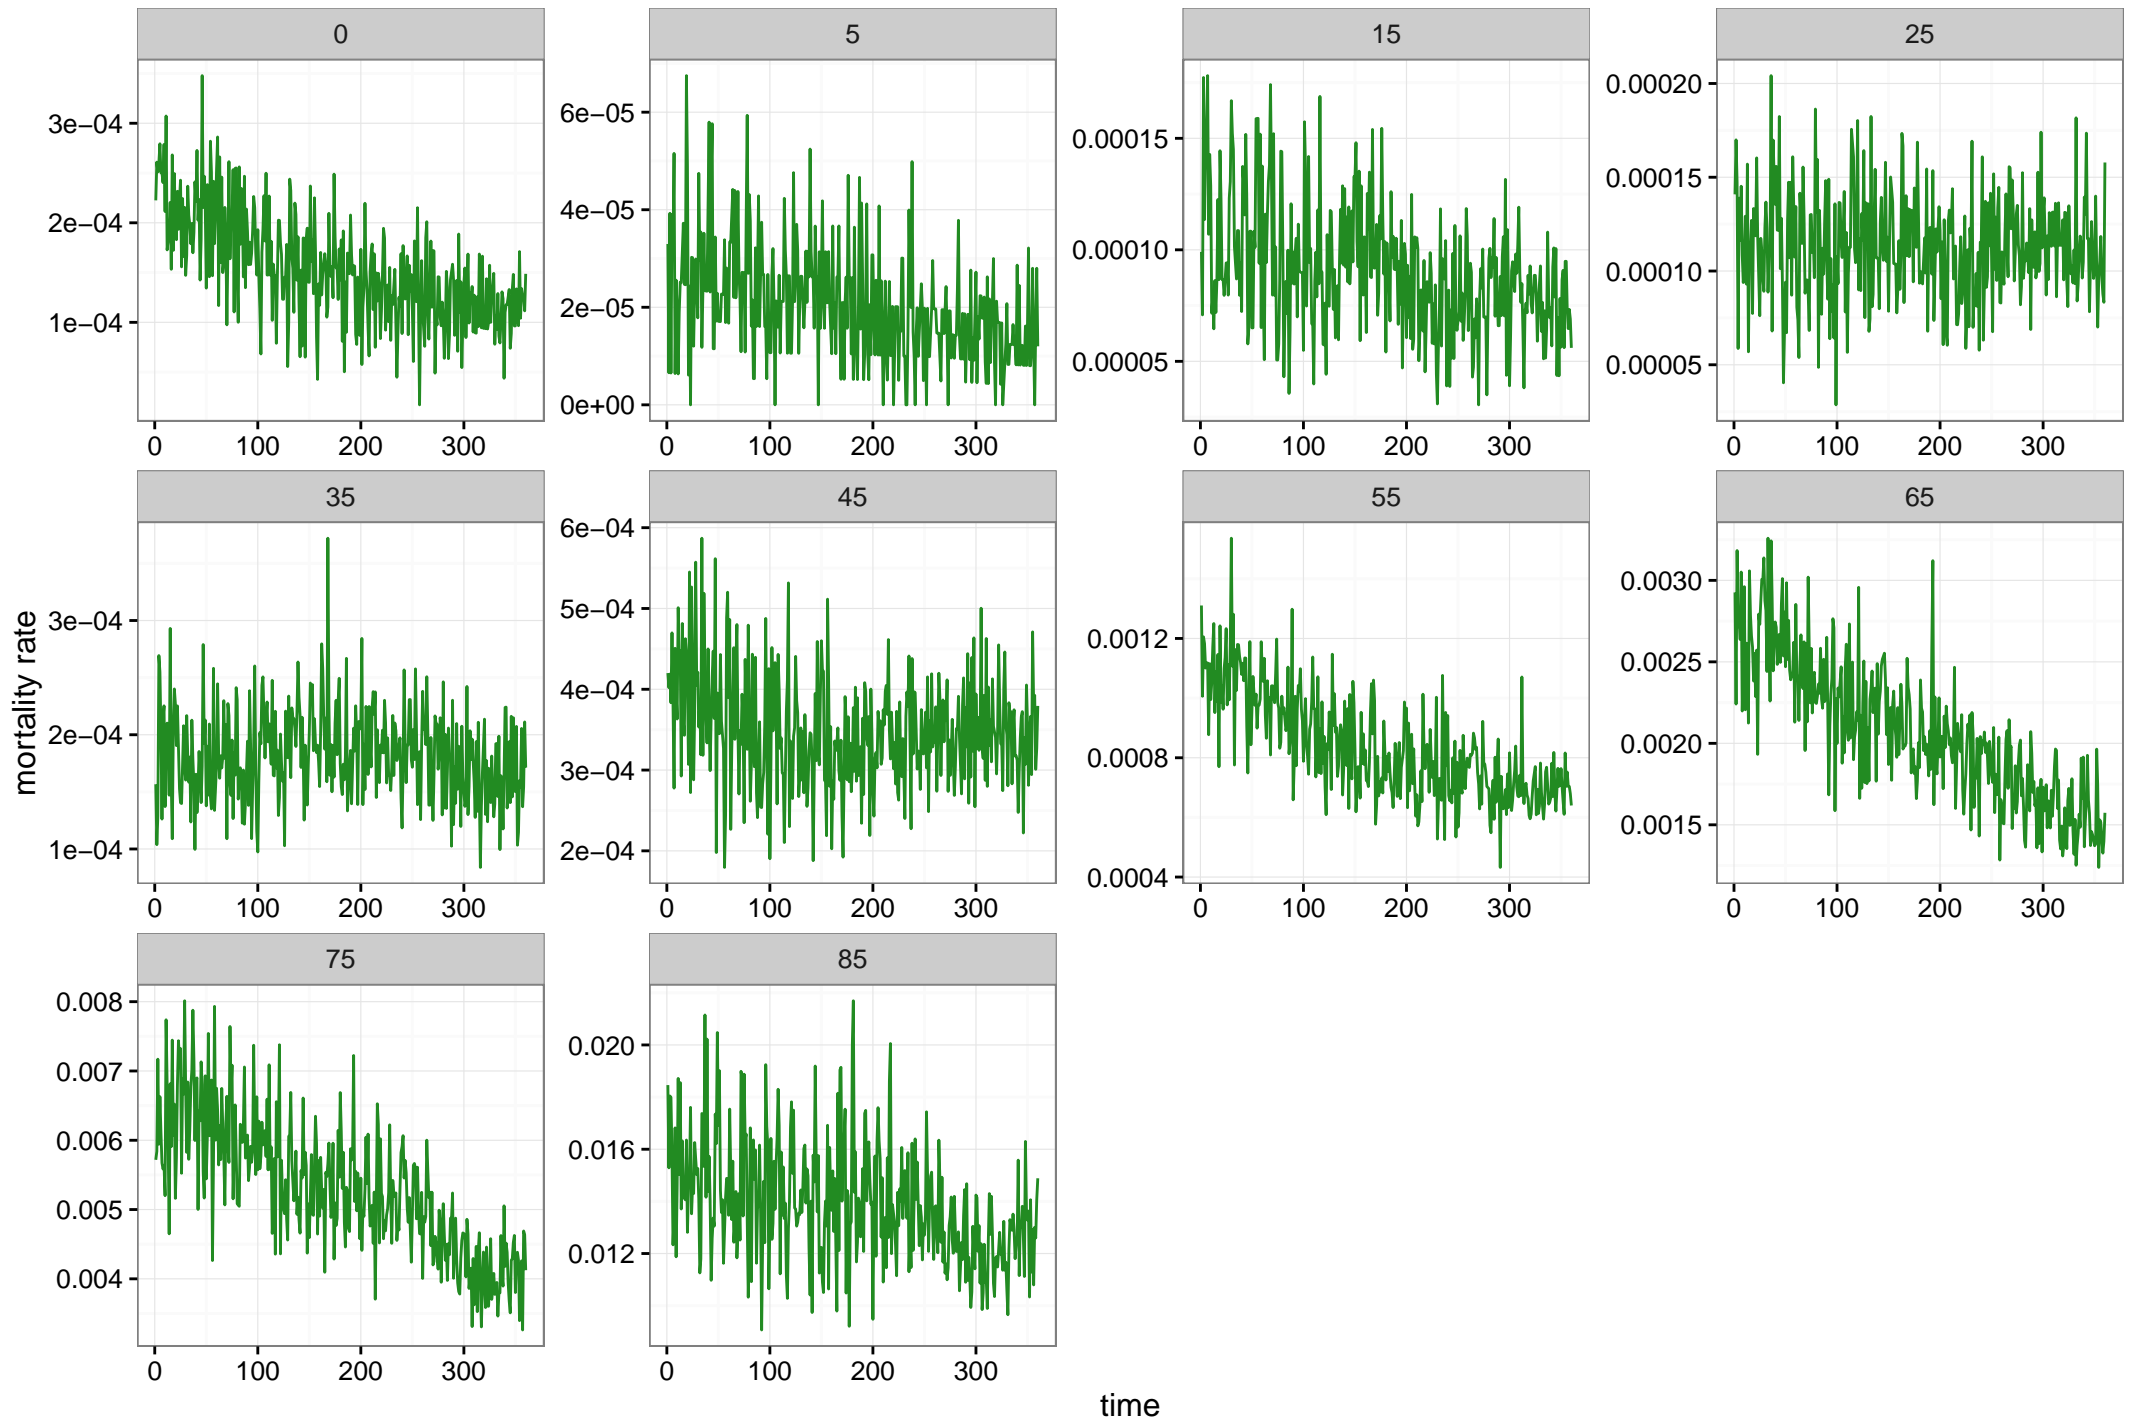 0 5 15 25
3e−04
2e−04
1e−04
6e−05
4e−05
2e−05
0e+00
0.00015
0.00010
0.00005
0.00020
0.00015
0.00010
0.00005
0 100 200 300 0 100 200 300 0 100 200 300 0 100 200 300
35 45 55 65
mortality rate
3e−04
2e−04
1e−04
6e−04
5e−04
4e−04
3e−04
2e−04
0.0012
0.0008
0.0004
0.0030
0.0025
0.0020
0.0015
0 100 200 300 0 100 200 300 0 100 200 300 0 100 200 300
75 85
0.008
0.007
0.006
0.005
0.004
0.020
0.016
0.012
0 100 200 300 0 100 200 300
time